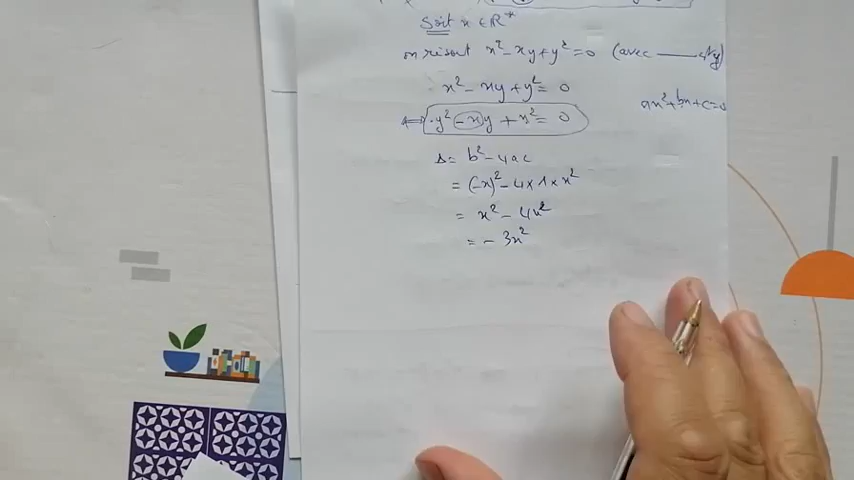 Soit x ∈ ℝ*
on résout x² - xy + y² = 0 (avec y)
x² - xy + y² = 0
ax² + bx + c = 0
⟺ y² - xy + x² = 0
Δ = b² - 4ac
= (-x)² - 4 × 1 × x²
= x² - 4x²
= - 3x²